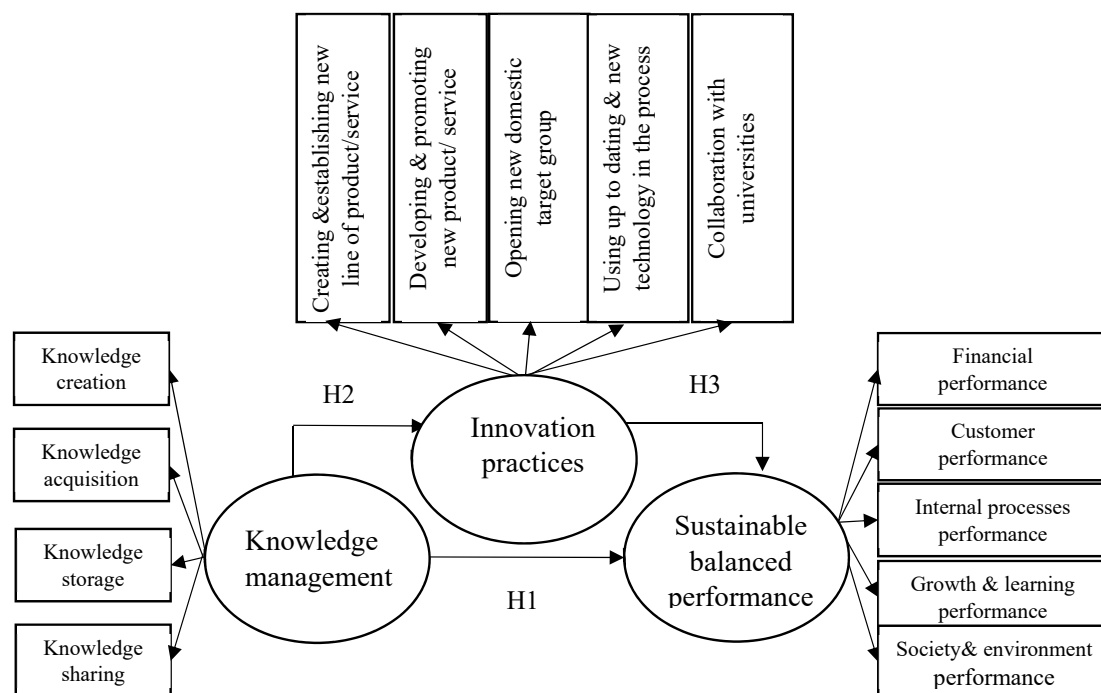 Creating &establishing new
line of product/service
Developing & promoting
new product/ service
Opening new domestic
target group
Using up to dating & new
technology in the process
Collaboration with
universities
Knowledge
creation
Knowledge
acquisition
Knowledge
storage
Knowledge
sharing
H2
Innovation
practices
H3
Knowledge
management
H1
Sustainable
balanced
performance
Financial
performance
Customer
performance
Internal processes
performance
Growth & learning
performance
Society& environment
performance